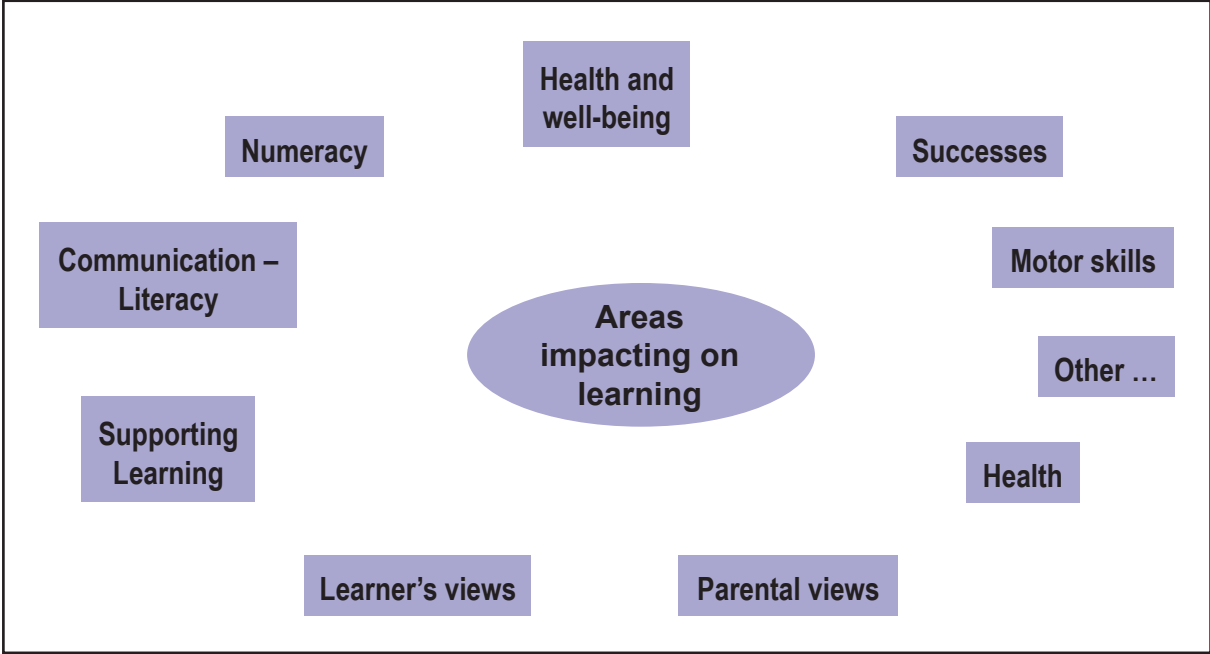 Health and
well-being
Numeracy
Successes
Communication –
Literacy
Motor skills
Areas
impacting on
learning
Other …
Supporting
Learning
Health
Learner’s views
Parental views